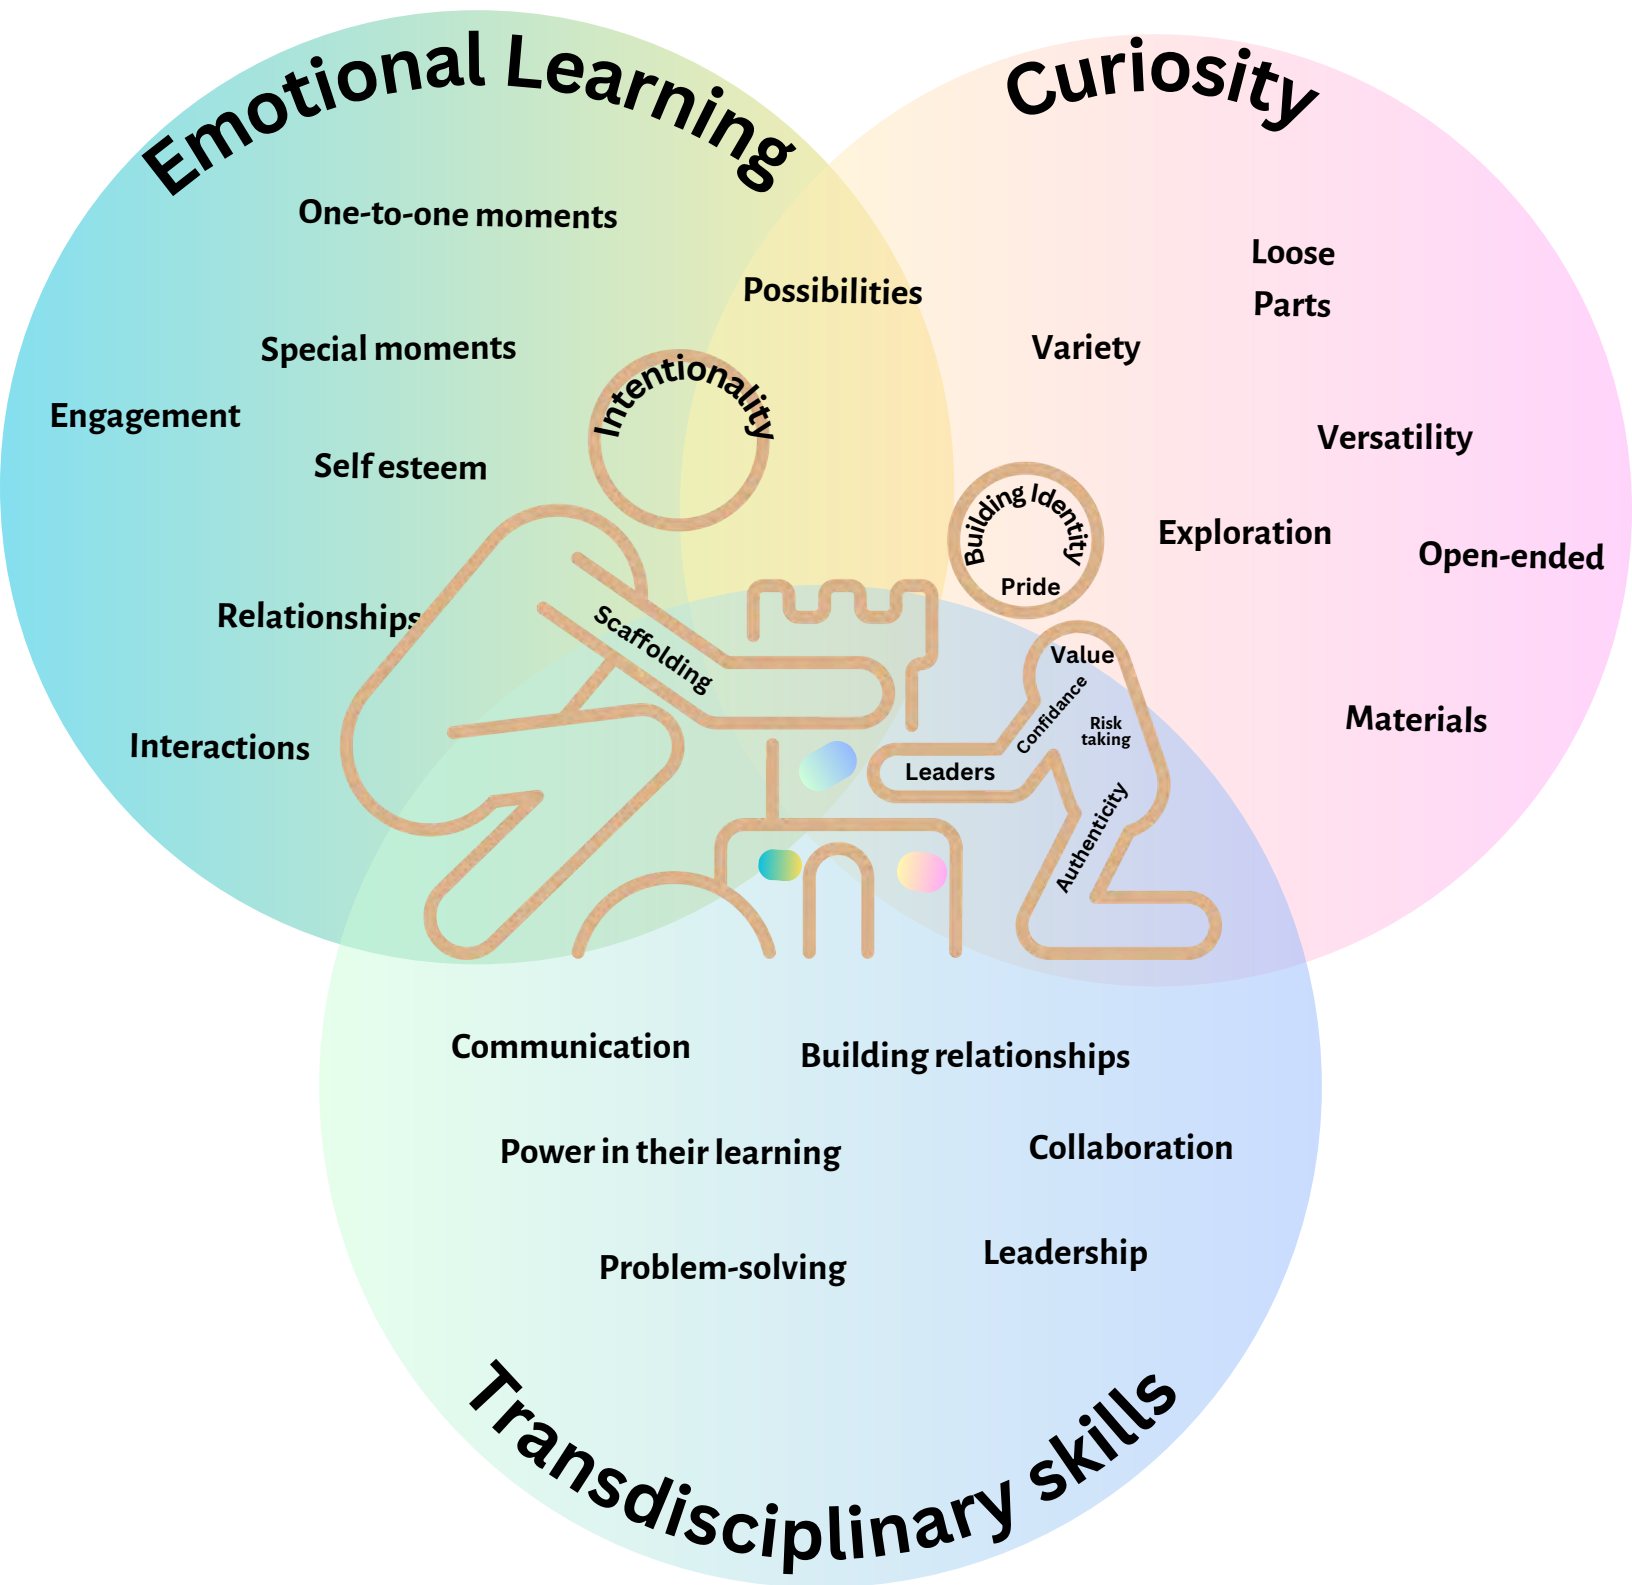 Emotional Learning
Curiosity
One-to-one moments
Possibilities
Loose
Parts
Special moments
Variety
Engagement
Intentionality
Versatility
Self esteem
Building Identity
Pride
Exploration
Open-ended
Relationships
Scaffolding
Value
Confidance
Risk
taking
Materials
Interactions
Leaders
Authenticity
Communication
Building relationships
Power in their learning
Collaboration
Problem-solving
Leadership
Transdisciplinary skills